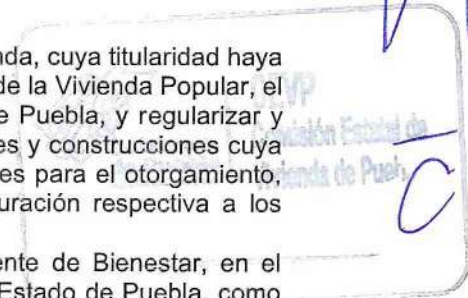 nda, cuya titularidad haya
de la Vivienda Popular, el
e Puebla, y regularizar y
es y construcciones cuya
es para el otorgamiento,
uración respectiva a los
ente de Bienestar, en el
Estado de Puebla, como
CEVP
Comisión Estatal de
Vivienda de Puebla